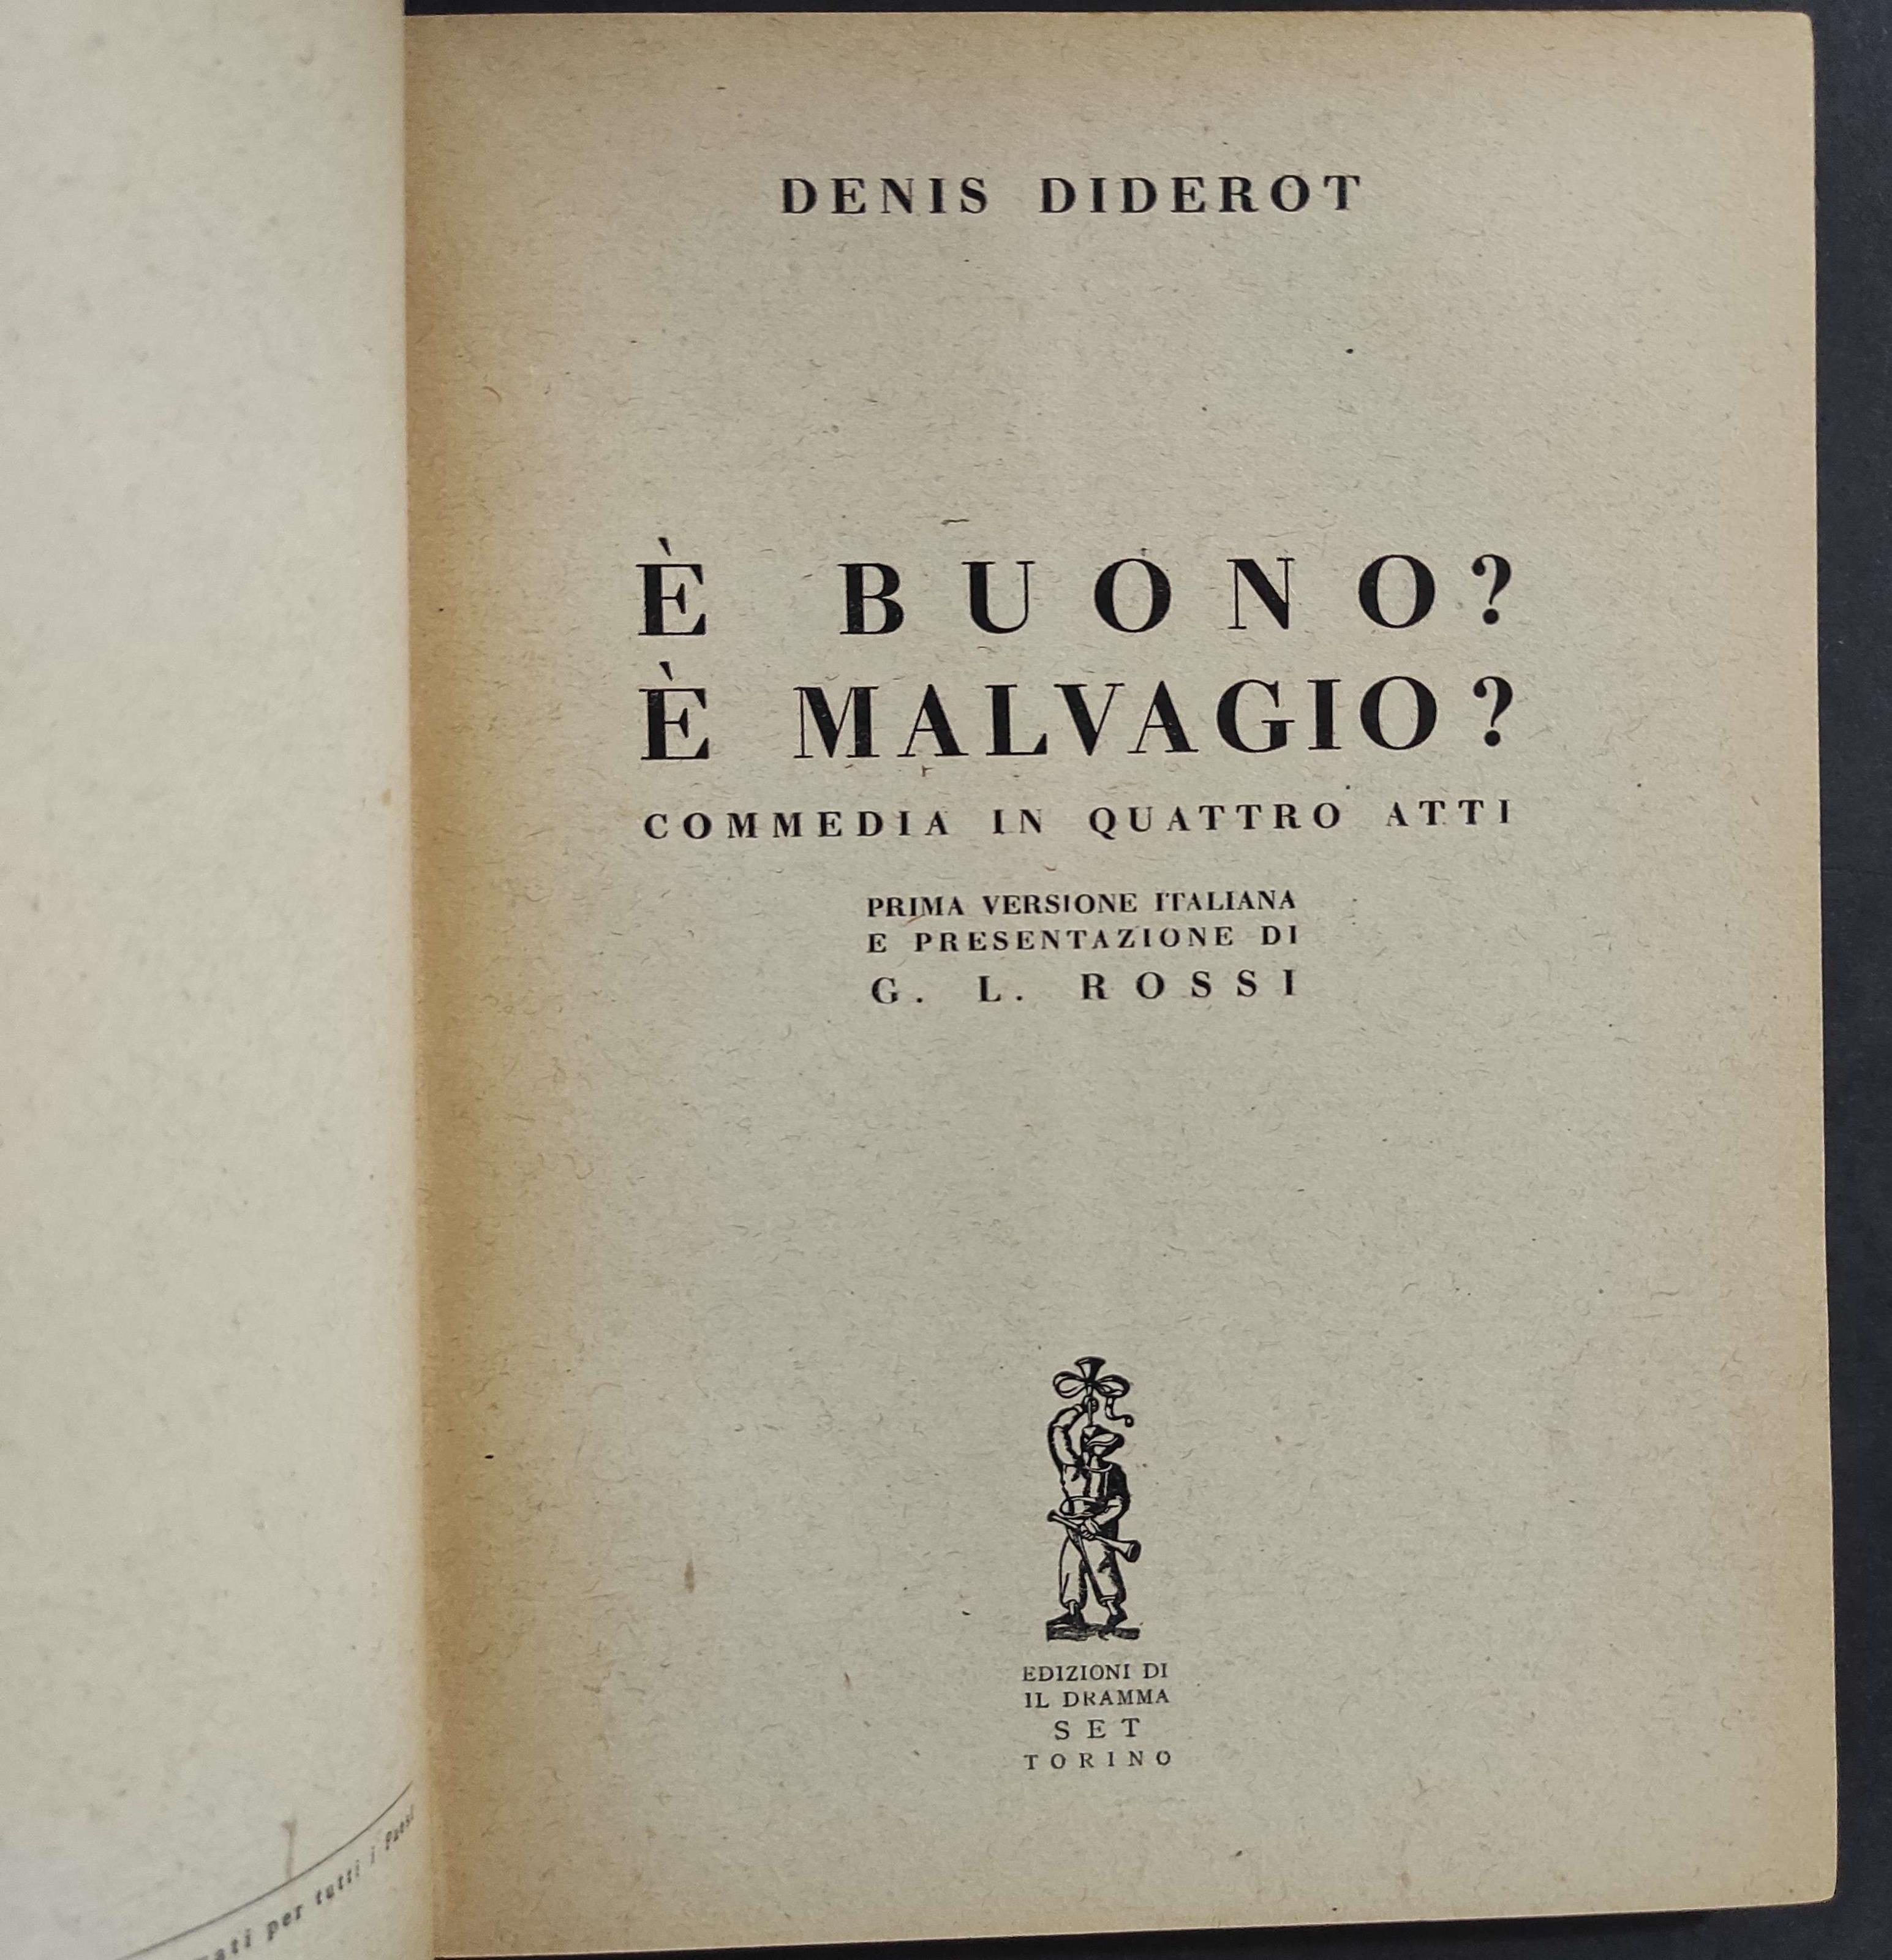 DENIS DIDEROT
È BUONO?
È MALVAGIO?
COMMEDIA IN QUATTRO ATTI
PRIMA VERSIONE ITALIANA
E PRESENTAZIONE DI
G. L. ROSSI
EDIZIONI DI
IL DRAMMA
SET
TORINO
per tutti i Paesi